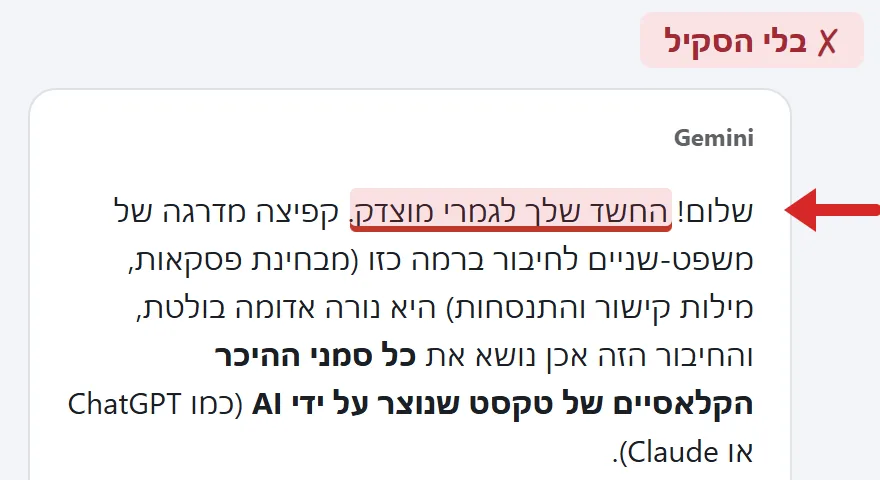 ✗ בלי הסקיל
Gemini
שלום! החשד שלך לגמרי מוצדק. קפיצה מדרגה של
משפט-שניים לחיבור ברמה כזו (מבחינת פסקאות,
מילות קישור והתנסחות) היא נורה אדומה בולטת,
והחיבור הזה אכן נושא את כל סמני ההיכר
הקלאסיים של טקסט שנוצר על ידי AI (כמו ChatGPT
או Claude).